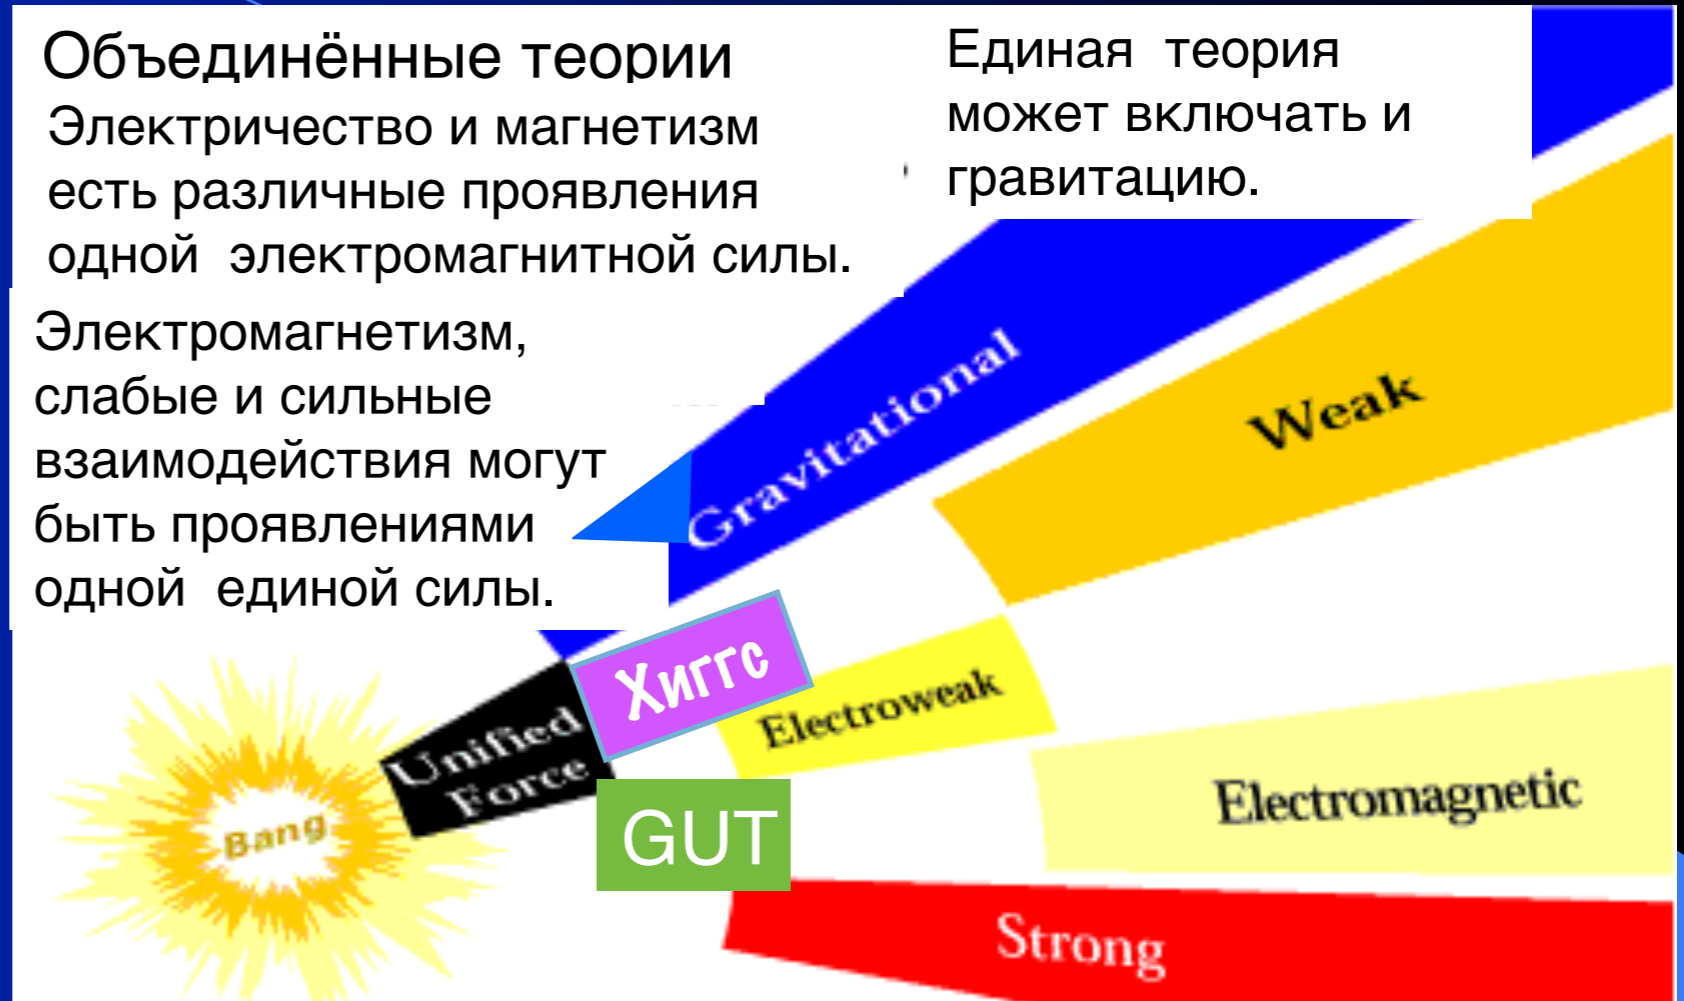 Объединённые теории
Электричество и магнетизм
есть различные проявления
одной электромагнитной силы.
Единая теория
может включать и
гравитацию.
Электромагнетизм,
слабые и сильные
взаимодействия могут
быть проявлениями
одной единой силы.
Gravitational
Weak
Хиггс
Electroweak
Unified
Force
Bang
GUT
Electromagnetic
Strong